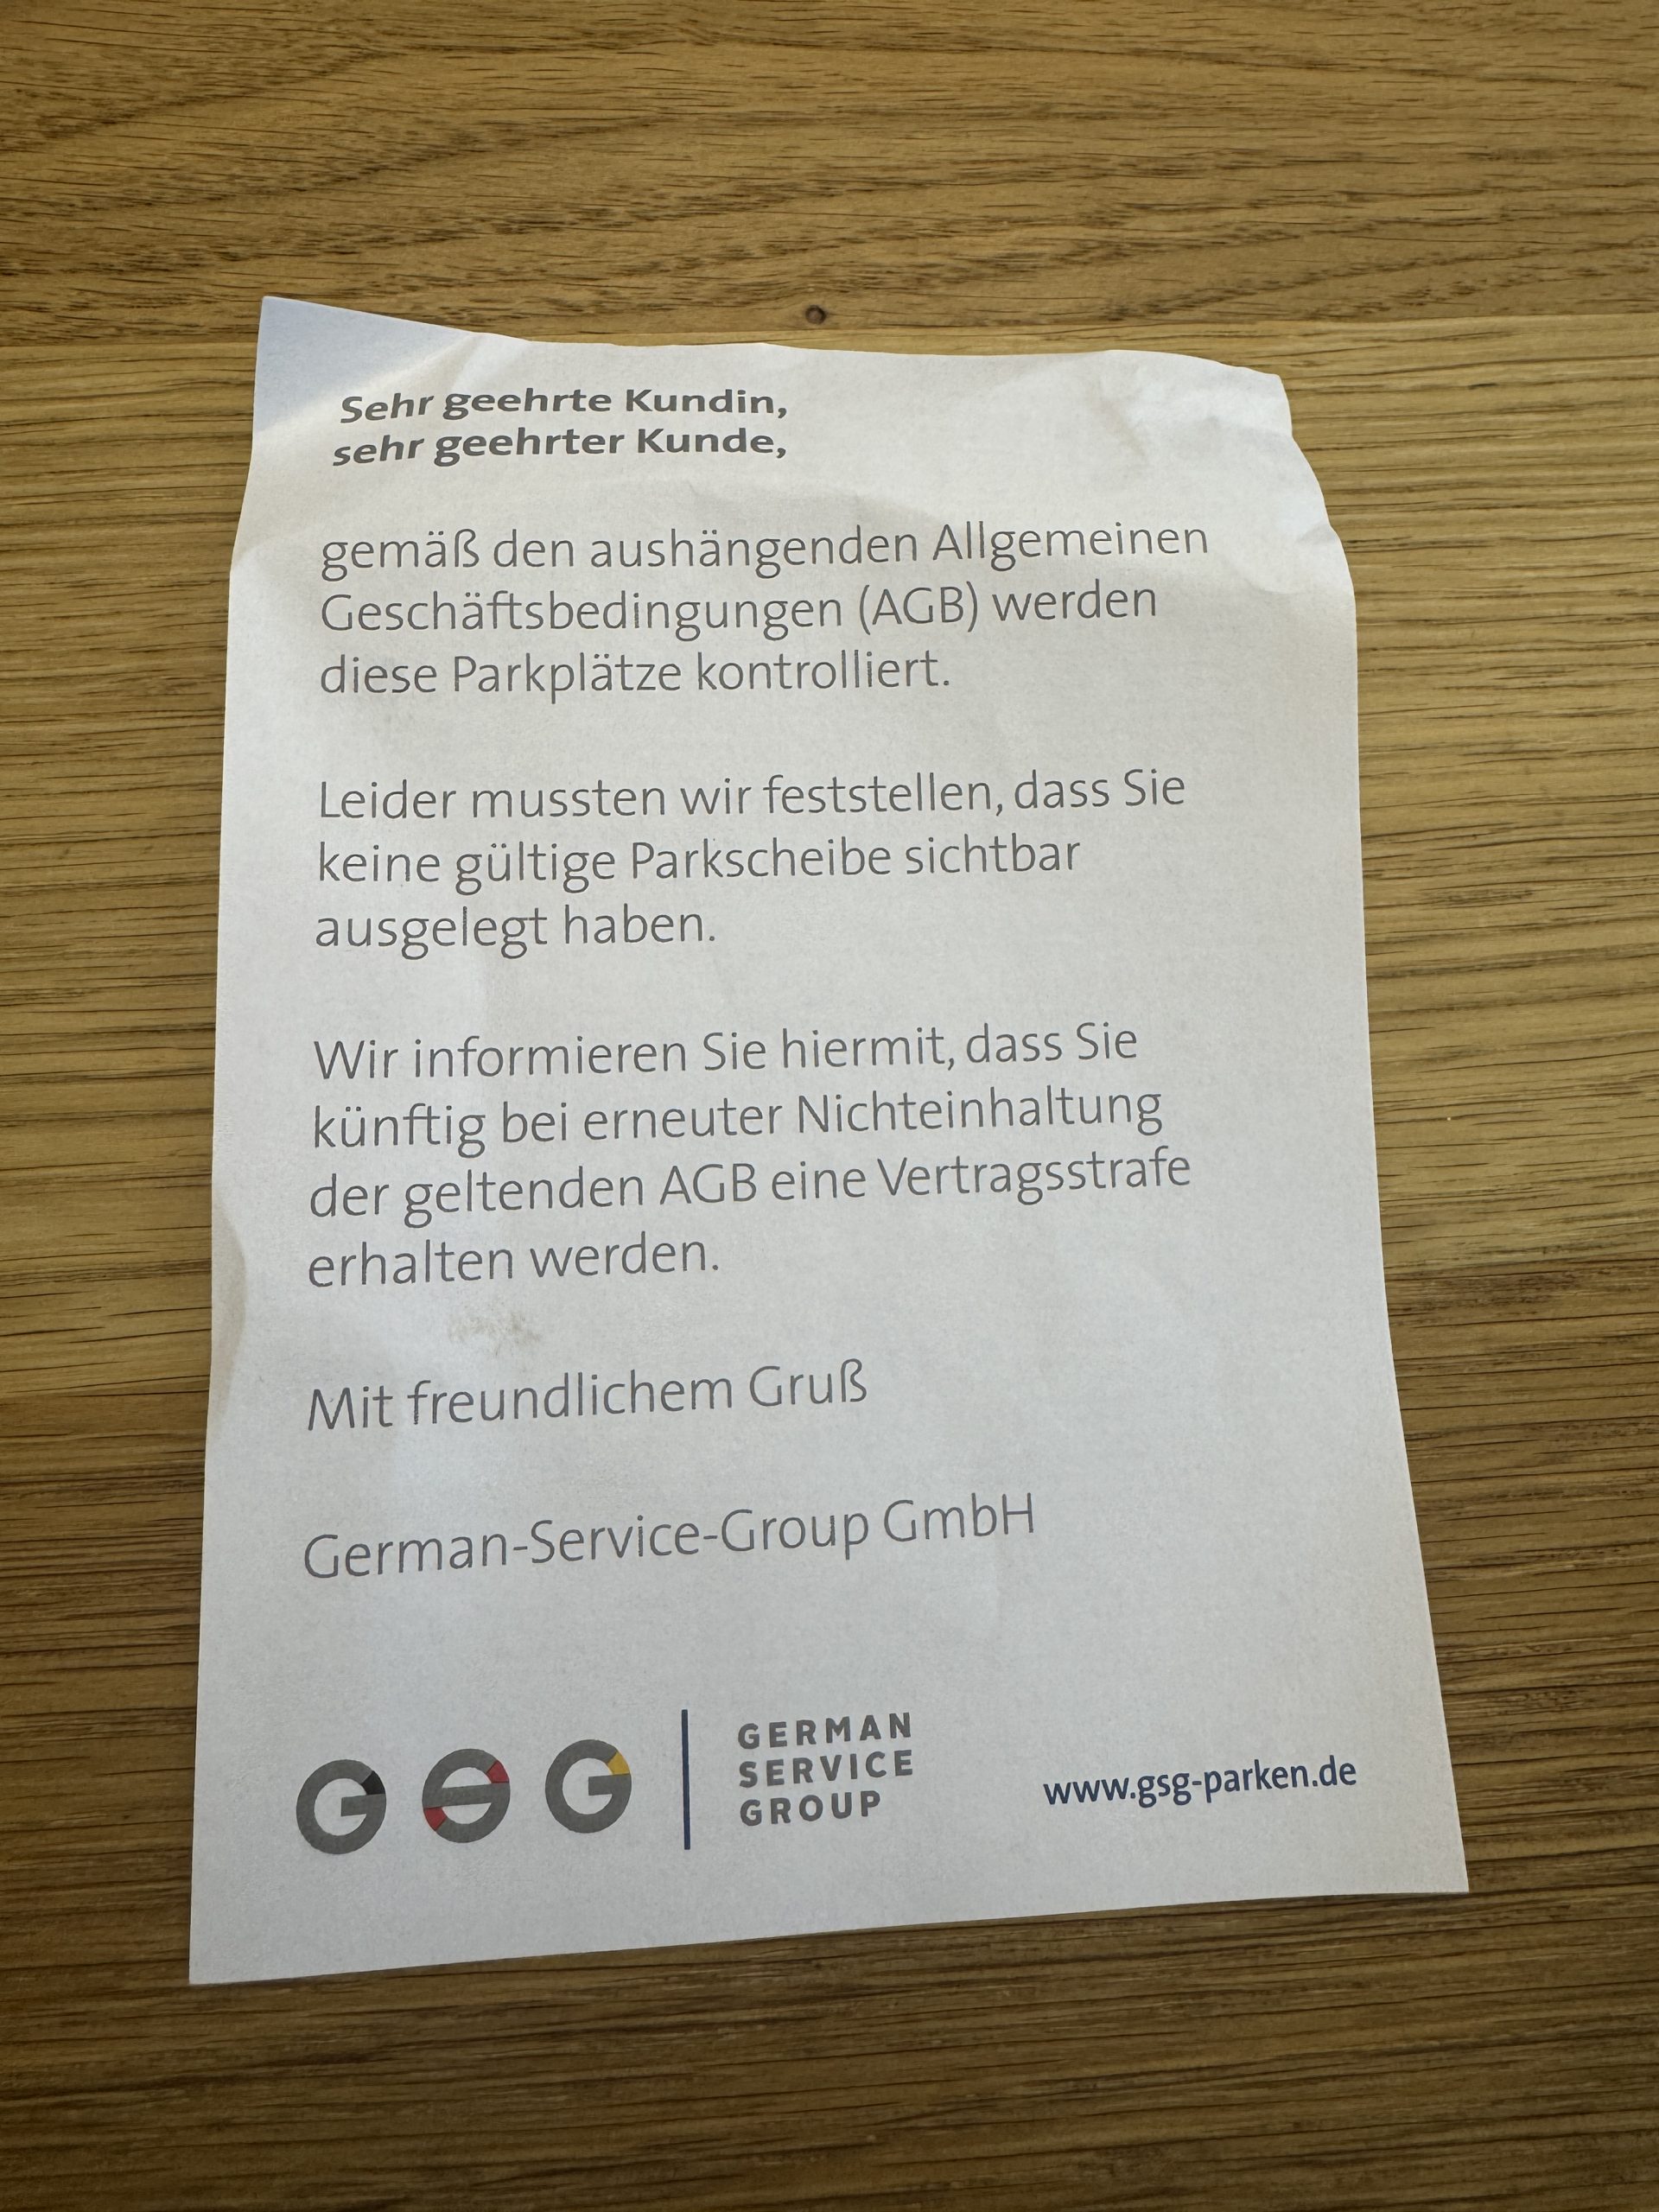 Sehr geehrte Kundin,
sehr geehrter Kunde,
gemäß den aushängenden Allgemeinen
Geschäftsbedingungen (AGB) werden
diese Parkplätze kontrolliert.
Leider mussten wir feststellen, dass Sie
keine gültige Parkscheibe sichtbar
ausgelegt haben.
Wir informieren Sie hiermit, dass Sie
künftig bei erneuter Nichteinhaltung
der geltenden AGB eine Vertragsstrafe
erhalten werden.
Mit freundlichem Gruß
German-Service-Group GmbH
GSG
GERMAN
SERVICE
GROUP
www.gsg-parken.de